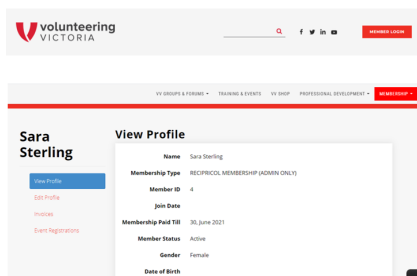 volunteering
VICTORIA
MEMBER LOGIN
VV GROUPS & FORUMS TRAINING & EVENTS VV SHOP PROFESSIONAL DEVELOPMENT MEMBERSHIP
Sara
Sterling
View Profile
Edit Profile
Invoices
Event Registrations
View Profile
Name Sara Sterling
Membership Type RECIPRICOL MEMBERSHIP (ADMIN ONLY)
Member ID 4
Join Date
Membership Paid Till 30, June 2021
Member Status Active
Gender Female
Date of Birth